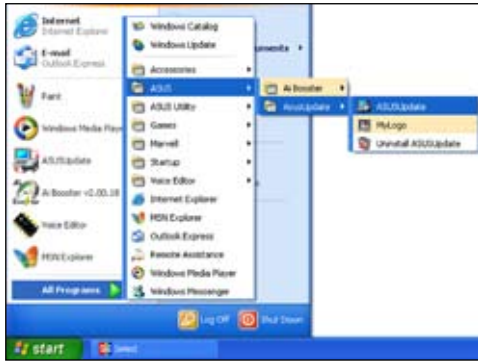 Internet
Internet Explorer
E-mail
Outlook Express
Paint
Windows Media Play
ASUSUpdate
Ai Booster v2.00.18
Voice Editor
MSN Explorer
All Programs
Windows Catalog
Windows Update
Accessories
ASUS
ASUS Utility
Games
Marvell
Startup
Voice Editor
Internet Explorer
MSN Explorer
Outlook Express
Remote Assistance
Windows Media Player
Windows Messenger
uments
Ai Booster
AsusUpdate
ASUSUpdate
MyLogo
Uninstall ASUSUpdate
Log Off
Shut Down
start